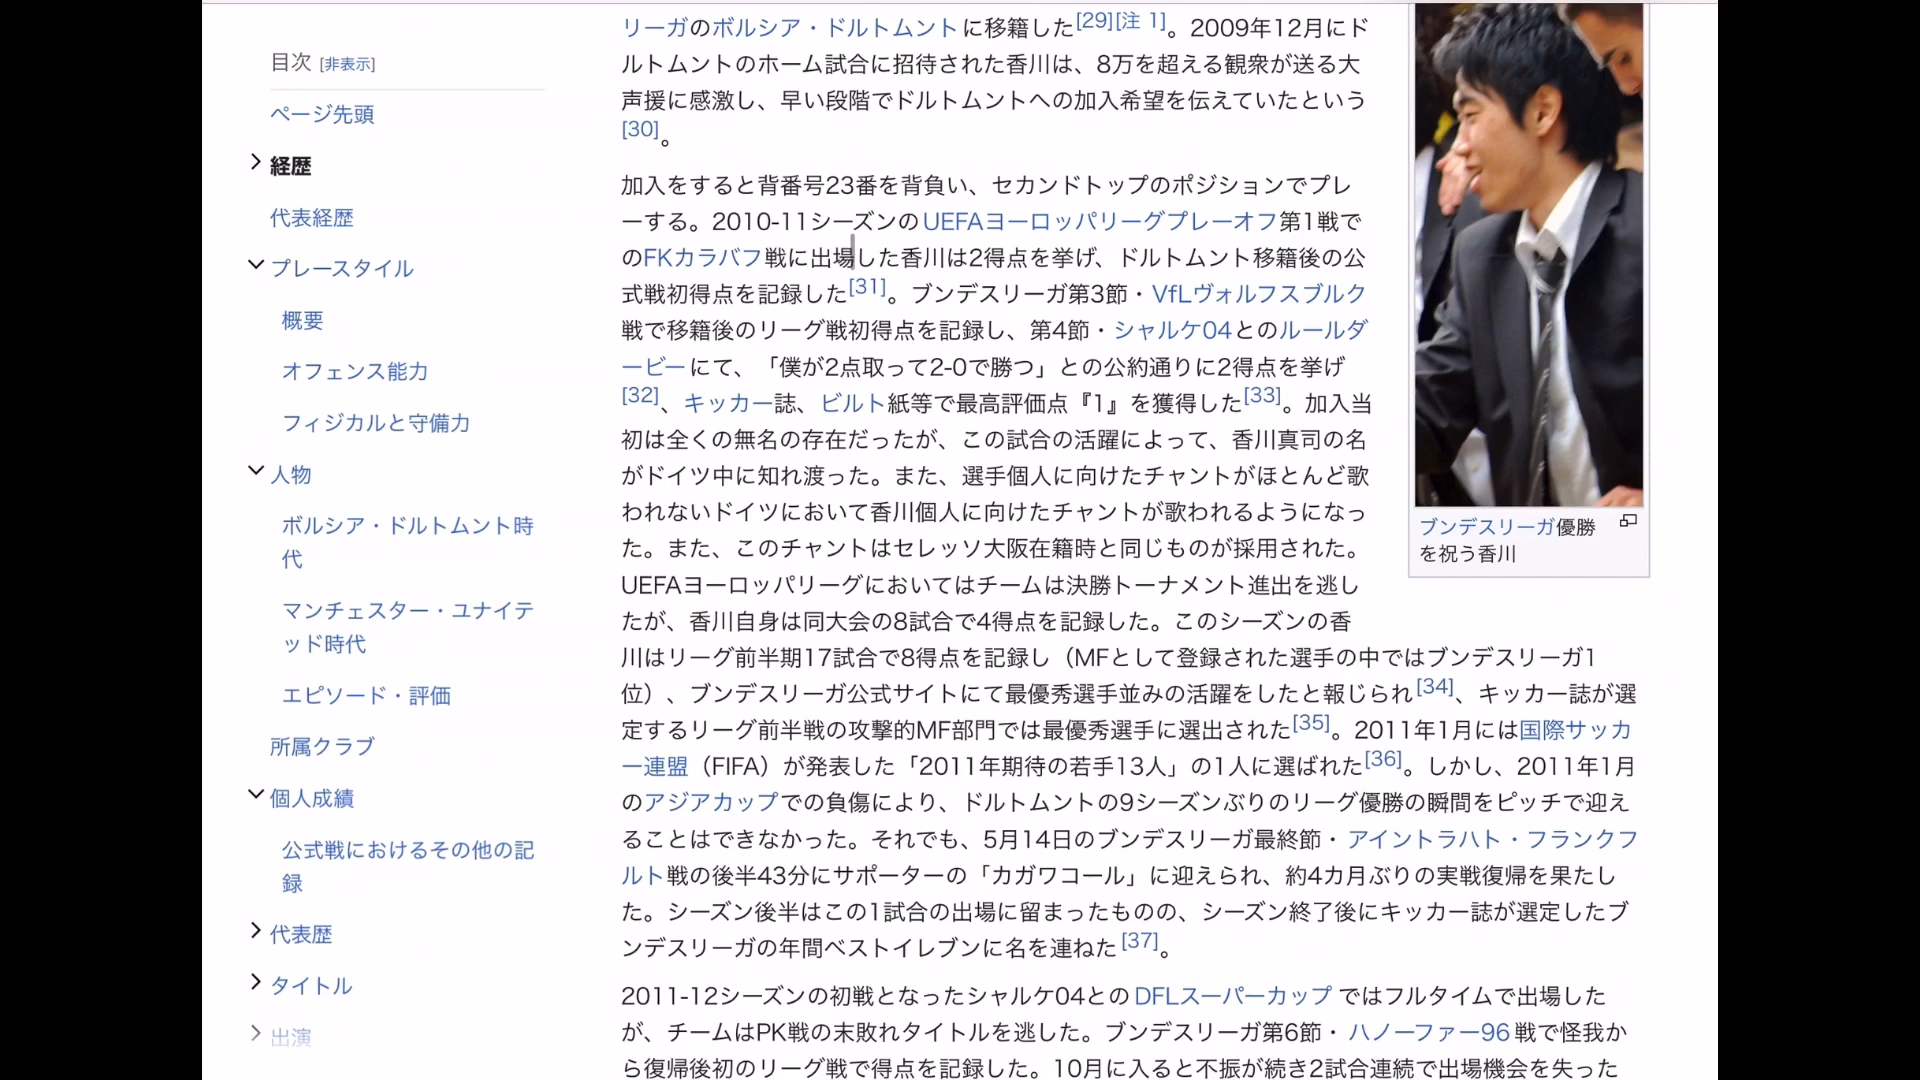 目次 [非表示]
ページ先頭
経歴
代表経歴
プレースタイル
概要
オフェンス能力
フィジカルと守備力
人物
ボルシア・ドルトムント時
代
マンチェスター・ユナイテ
ッド時代
エピソード・評価
所属クラブ
個人成績
公式戦におけるその他の記
録
代表歴
タイトル
出演
リーガのボルシア・ドルトムントに移籍した[29][注 1]。2009年12月にド
ルトムントのホーム試合に招待された香川は、8万を超える観衆が送る大
声援に感激し、早い段階でドルトムントへの加入希望を伝えていたという
[30]。
加入をすると背番号23番を背負い、セカンドトップのポジションでプレ
ーする。2010-11シーズンのUEFAヨーロッパリーグプレーオフ第1戦で
のFKカラバフ戦に出場した香川は2得点を挙げ、ドルトムント移籍後の公
式戦初得点を記録した[31]。ブンデスリーガ第3節・VfLヴォルフスブルク
戦で移籍後のリーグ戦初得点を記録し、第4節・シャルケ04とのルールダ
ービーにて、「僕が2点取って2-0で勝つ」との公約通りに2得点を挙げ
[32]、キッカー誌、ビルト紙等で最高評価点『1』を獲得した[33]。加入当
初は全くの無名の存在だったが、この試合の活躍によって、香川真司の名
がドイツ中に知れ渡った。また、選手個人に向けたチャントがほとんど歌
われないドイツにおいて香川個人に向けたチャントが歌われるようになっ
た。また、このチャントはセレッソ大阪在籍時と同じものが採用された。
UEFAヨーロッパリーグにおいてはチームは決勝トーナメント進出を逃し
たが、香川自身は同大会の8試合で4得点を記録した。このシーズンの香
川はリーグ前半期17試合で8得点を記録し（MFとして登録された選手の中ではブンデスリーガ1
位）、ブンデスリーガ公式サイトにて最優秀選手並みの活躍をしたと報じられ[34]、キッカー誌が選
定するリーグ前半戦の攻撃的MF部門では最優秀選手に選出された[35]。2011年1月には国際サッカ
ー連盟（FIFA）が発表した「2011年期待の若手13人」の1人に選ばれた[36]。しかし、2011年1月
のアジアカップでの負傷により、ドルトムントの9シーズンぶりのリーグ優勝の瞬間をピッチで迎え
ることはできなかった。それでも、5月14日のブンデスリーガ最終節・アイントラハト・フランクフ
ルト戦の後半43分にサポーターの「カガワコール」に迎えられ、約4カ月ぶりの実戦復帰を果たし
た。シーズン後半はこの1試合の出場に留まったものの、シーズン終了後にキッカー誌が選定したブ
ンデスリーガの年間ベストイレブンに名を連ねた[37]。
2011-12シーズンの初戦となったシャルケ04とのDFLスーパーカップではフルタイムで出場した
が、チームはPK戦の末敗れタイトルを逃した。ブンデスリーガ第6節・ハノーファー96戦で怪我か
ら復帰後初のリーグ戦で得点を記録した。10月に入ると不振が続き2試合連続で出場機会を失った
ブンデスリーガ優勝
を祝う香川